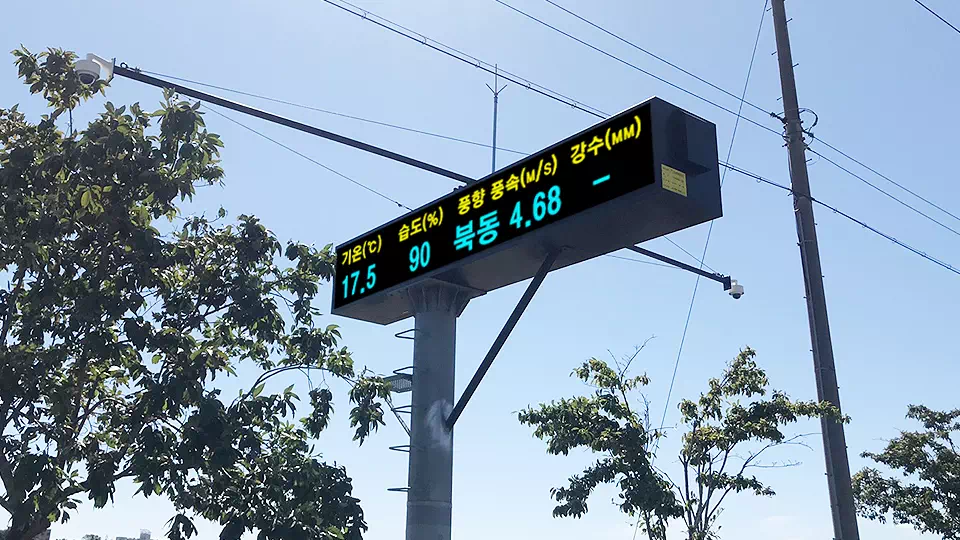 기온(℃) 습도(%) 풍향 풍속(M/S) 강수(MM)
17.5 90 북동 4.68 –